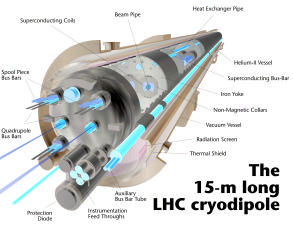 Heat Exchanger Pipe
Beam Pipe
Superconducting Coils
Helium-II Vessel
Spool Piece
Bus Bars
Superconducting Bus-Bar
Iron Yoke
Non-Magnetic Collars
Vacuum Vessel
Quadrupole
Bus Bars
Radiation Screen
Thermal Shield
The
15-m long
LHC cryodipole
Auxiliary
Bus Bar Tube
Protection
Diode
Instrumentation
Feed Throughs